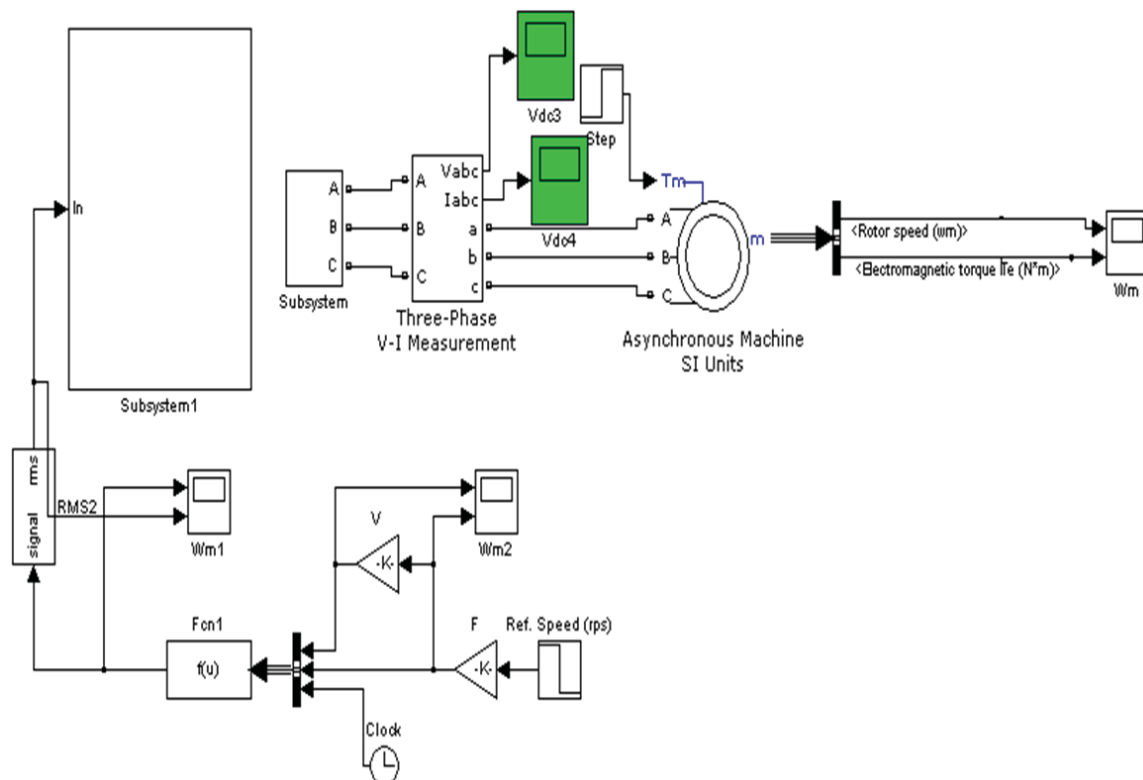 In
Subsystem1
A
B
C
Subsystem
A
B
C
Vabc
Iabc
a
b
c
Three-Phase
V-I Measurement
Vdc3
Step
Vdc4
Tm
A
B
C
m
Asynchronous Machine
SI Units
<Rotor speed (wm)>
<Electromagnetic torque Te (N*m)>
Wm
signal rms
RMS2
Wm1
V
-K-
Wm2
Fcn1
f(u)
F
-K-
Ref. Speed (rps)
Clock